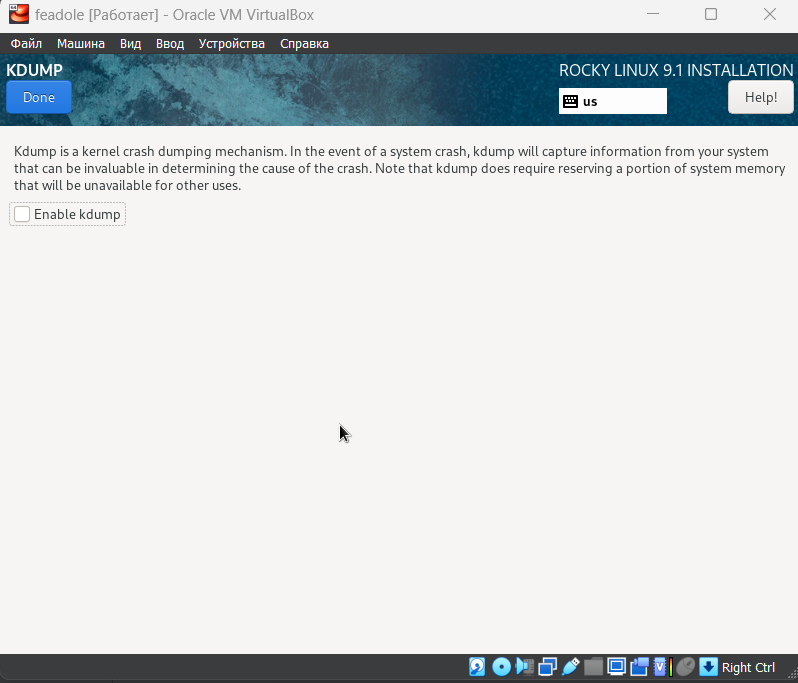 feadole [Работает] - Oracle VM VirtualBox
Файл Машина Вид Ввод Устройства Справка
KDUMP
ROCKY LINUX 9.1 INSTALLATION
Done
us
Help!
Kdump is a kernel crash dumping mechanism. In the event of a system crash, kdump will capture information from your system
that can be invaluable in determining the cause of the crash. Note that kdump does require reserving a portion of system memory
that will be unavailable for other uses.
Enable kdump
Right Ctrl